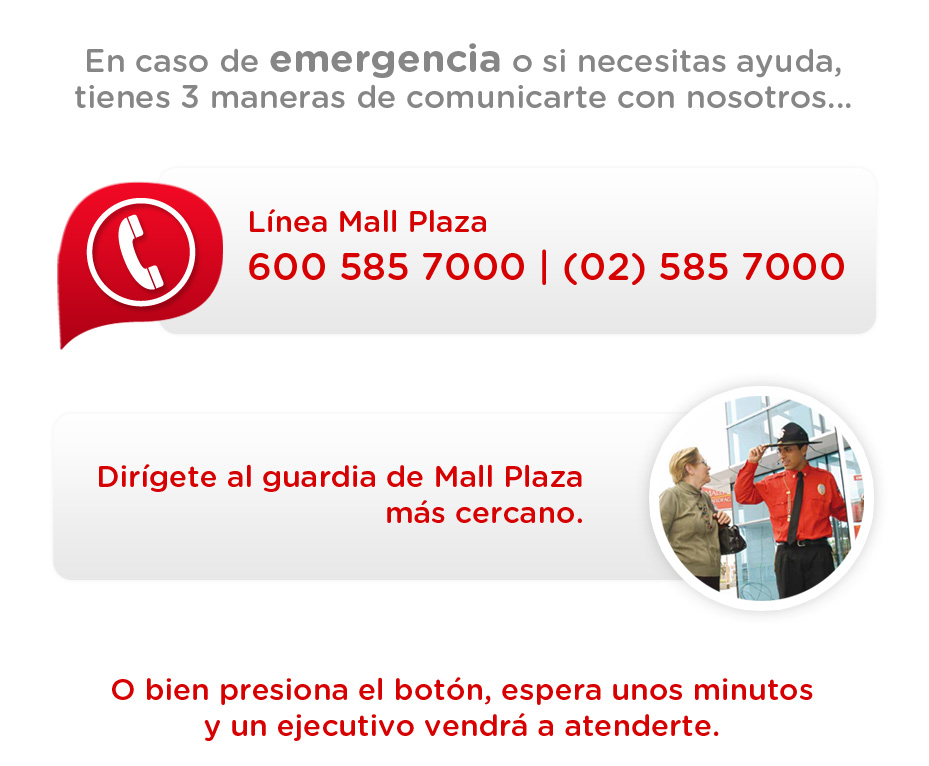 En caso de emergencia o si necesitas ayuda,
tienes 3 maneras de comunicarte con nosotros...
Línea Mall Plaza
600 585 7000 | (02) 585 7000
Dirígete al guardia de Mall Plaza
más cercano.
O bien presiona el botón, espera unos minutos
y un ejecutivo vendrá a atenderte.